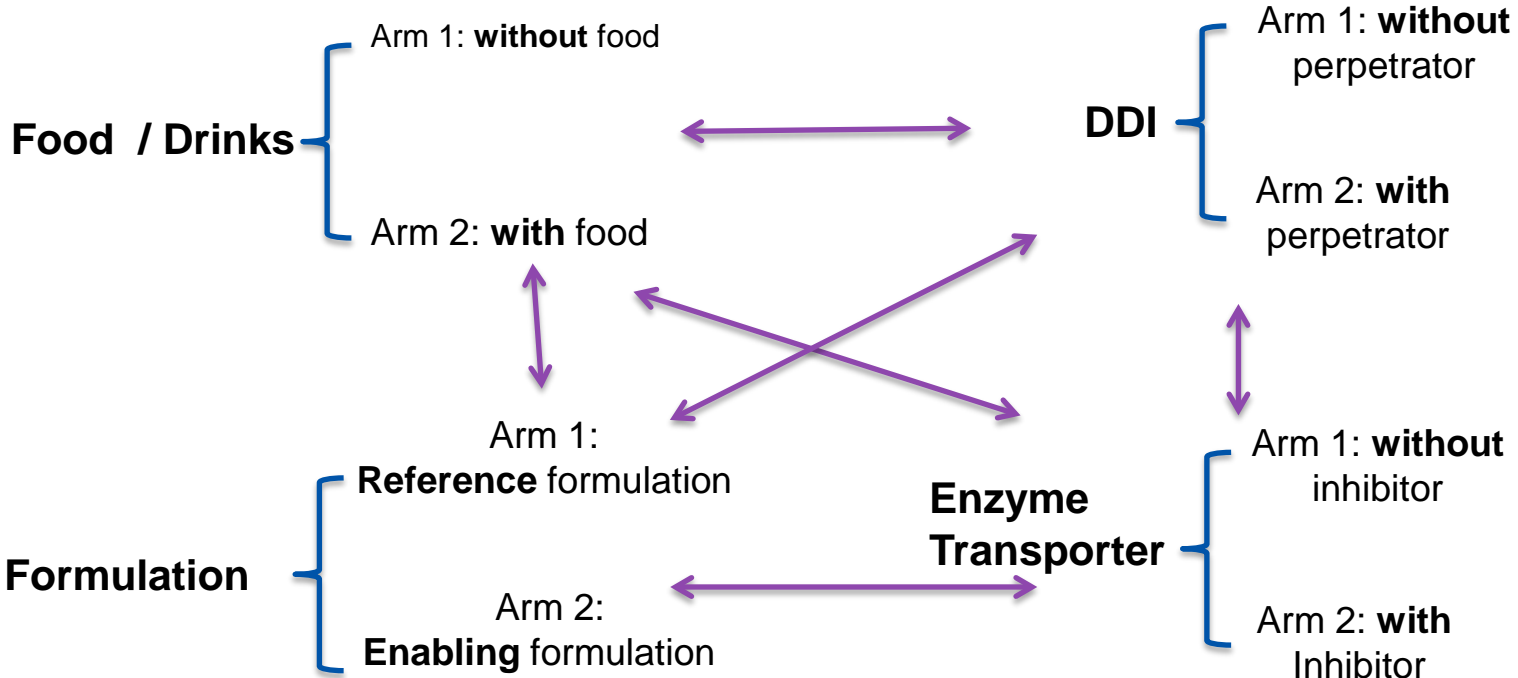 Food / Drinks
Arm 1: without food
Arm 2: with food
DDI
Arm 1: without
perpetrator
Arm 2: with
perpetrator
Formulation
Arm 1:
Reference formulation
Arm 2:
Enabling formulation
Enzyme
Transporter
Arm 1: without
inhibitor
Arm 2: with
Inhibitor